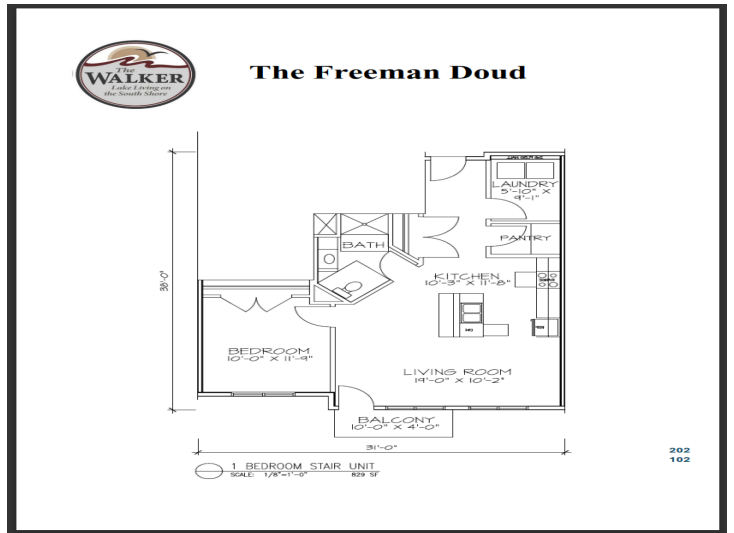 The
WALKER
Lake Living on
the South Shore
The Freeman Doud
LAUNDRY
5'-10" X
9'-1"
BATH
PANTRY
KITCHEN
10'-3" X 11'-8"
38'-0"
BEDROOM
10'-0" X 11'-9"
LIVING ROOM
19'-0" X 10'-2"
BALCONY
10'-0" X 4'-0"
31'-0"
1 BEDROOM STAIR UNIT
SCALE: 1/8"=1'-0" 829 SF
202
102